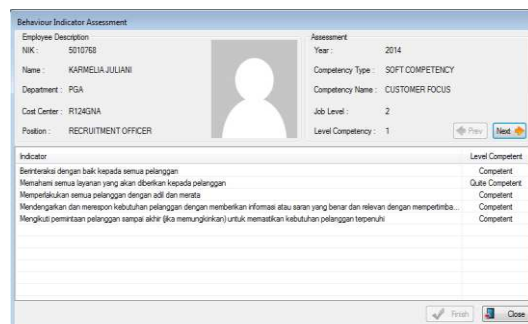 Behaviour Indicator Assessment
Employee Description
NIK : 5010768
Name : KARMELIA JULIANI
Department : PGA
Cost Center : R124GNA
Position : RECRUITMENT OFFICER
Assessment
Year : 2014
Competency Type : SOFT COMPETENCY
Competency Name : CUSTOMER FOCUS
Job Level : 2
Level Competency : 1
Prev Next
Indicator Level Competent
Berinteraksi dengan baik kepada semua pelanggan Competent
Memahami semua layanan yang akan diberikan kepada pelanggan Quite Competent
Memperlakukan semua pelanggan dengan adil dan merata Competent
Mendengarkan dan merespon kebutuhan pelanggan dengan memberikan informasi atau saran yang benar dan relevan dengan mempertimba... Competent
Mengikuti permintaan pelanggan sampai akhir (jika memungkinkan) untuk memastikan kebutuhan pelanggan terpenuhi Competent
Finish Close